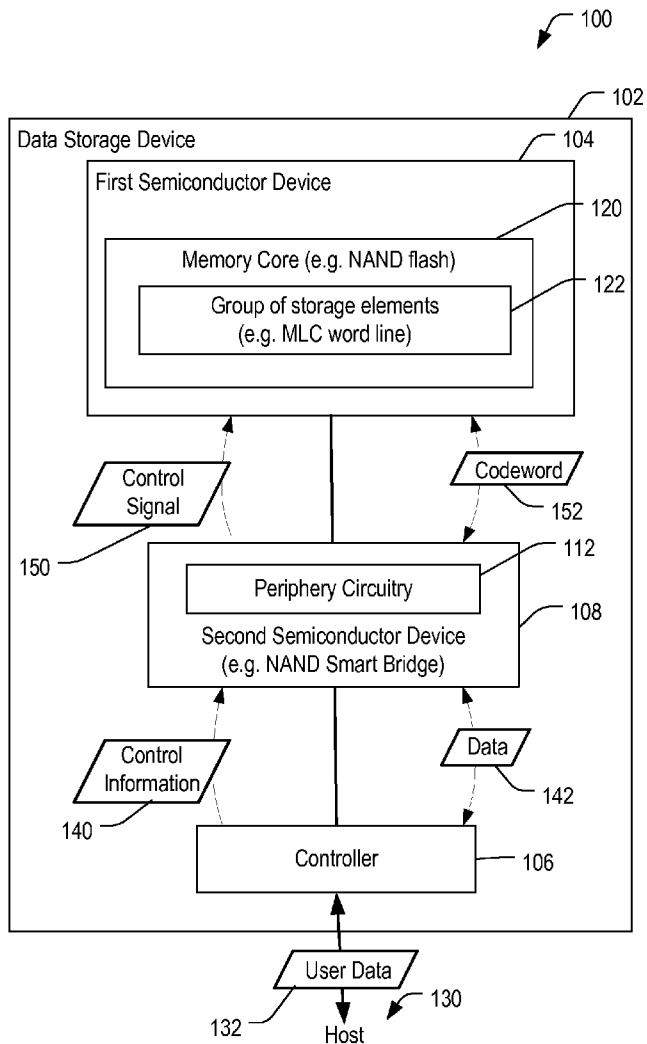 100
102
Data Storage Device
104
First Semiconductor Device
120
Memory Core (e.g. NAND flash)
122
Group of storage elements
(e.g. MLC word line)
Control
Signal
Codeword
150
152
112
Periphery Circuitry
108
Second Semiconductor Device
(e.g. NAND Smart Bridge)
Control
Information
Data
140
142
Controller
106
User Data
132
130
Host